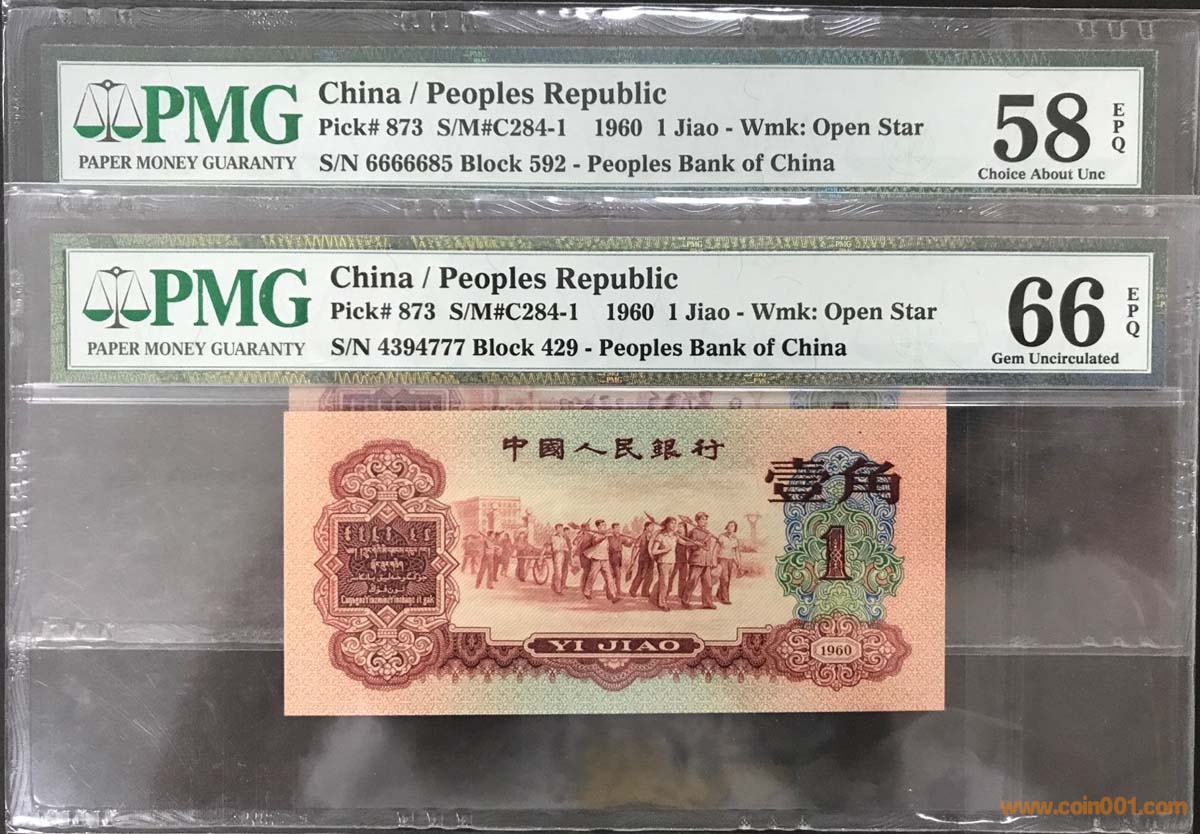 PMG
PAPER MONEY GUARANTY
China / Peoples Republic
Pick# 873 S/M#C284-1 1960 1 Jiao - Wmk: Open Star
S/N 6666685 Block 592 - Peoples Bank of China
58
Choice About Unc
EPQ
PMG
PAPER MONEY GUARANTY
China / Peoples Republic
Pick# 873 S/M#C284-1 1960 1 Jiao - Wmk: Open Star
S/N 4394777 Block 429 - Peoples Bank of China
66
Gem Uncirculated
EPQ
中國人民銀行
壹角
1
YI JIAO
1960
www.coin001.com